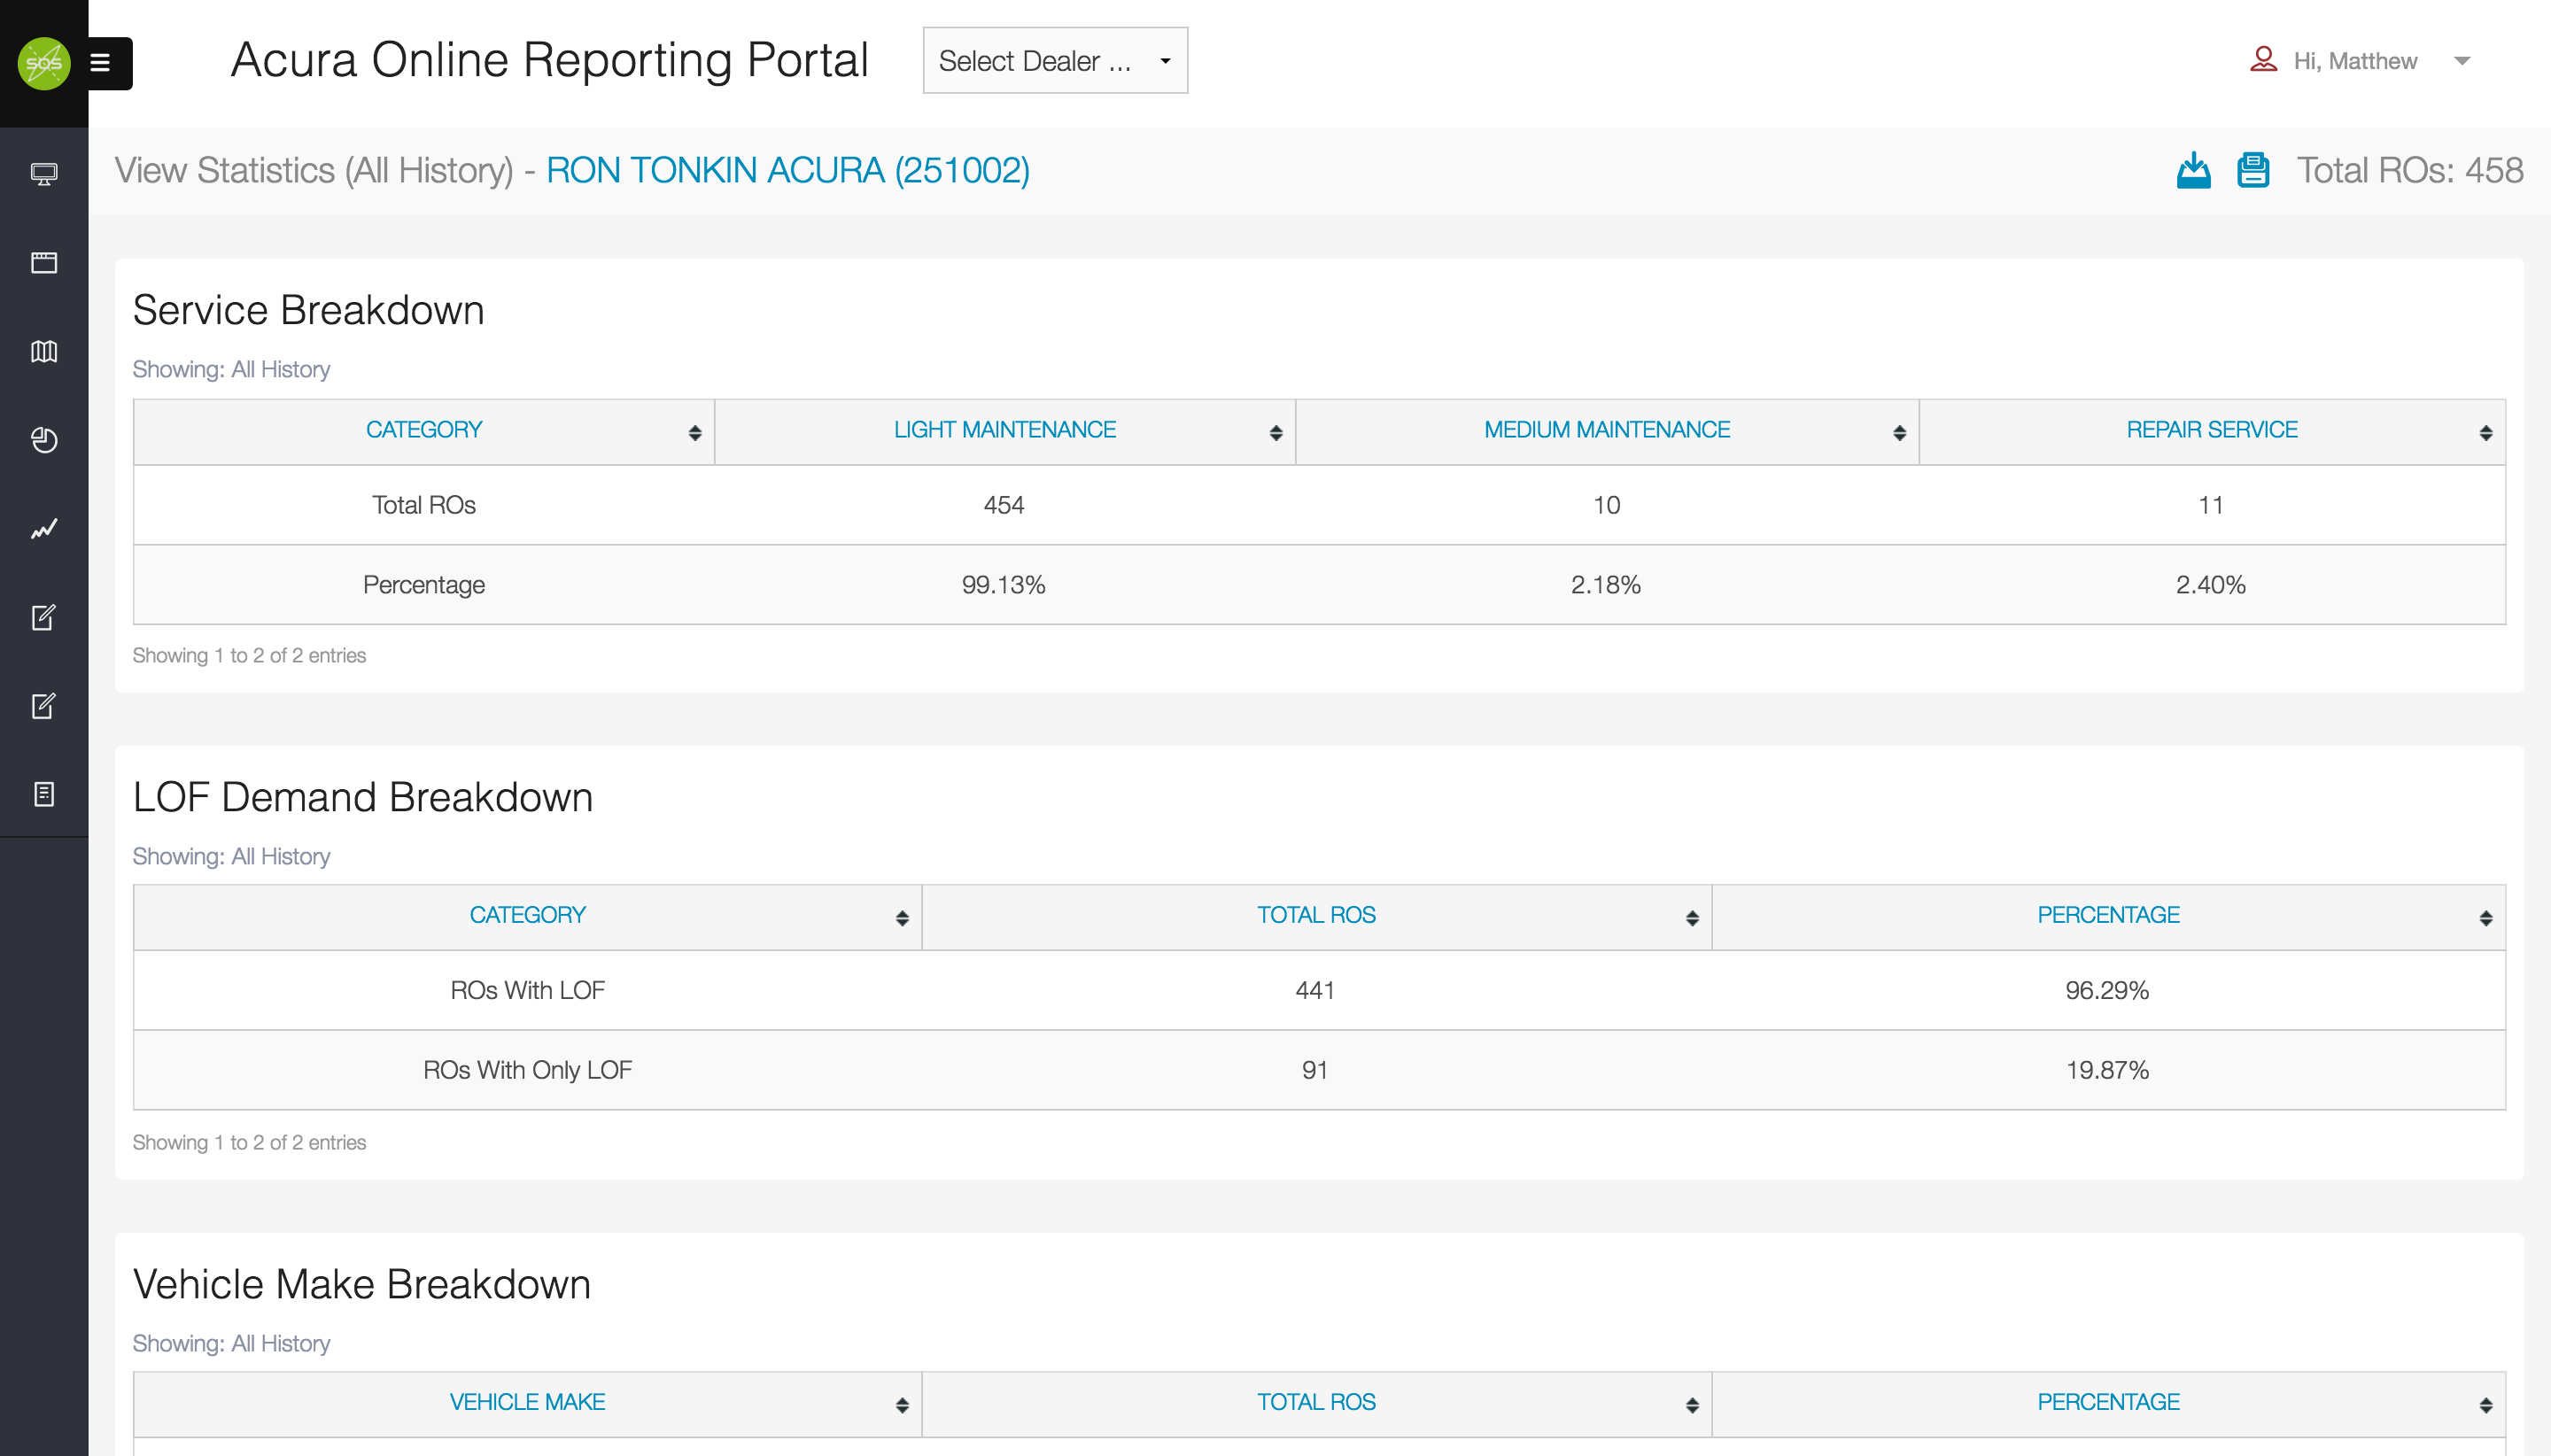 SOS
Acura Online Reporting Portal
Select Dealer ...
Hi, Matthew
View Statistics (All History) - RON TONKIN ACURA (251002)
Total ROs: 458
Service Breakdown
Showing: All History
CATEGORY LIGHT MAINTENANCE MEDIUM MAINTENANCE REPAIR SERVICE
Total ROs 454 10 11
Percentage 99.13% 2.18% 2.40%
Showing 1 to 2 of 2 entries
LOF Demand Breakdown
Showing: All History
CATEGORY TOTAL ROS PERCENTAGE
ROs With LOF 441 96.29%
ROs With Only LOF 91 19.87%
Showing 1 to 2 of 2 entries
Vehicle Make Breakdown
Showing: All History
VEHICLE MAKE TOTAL ROS PERCENTAGE